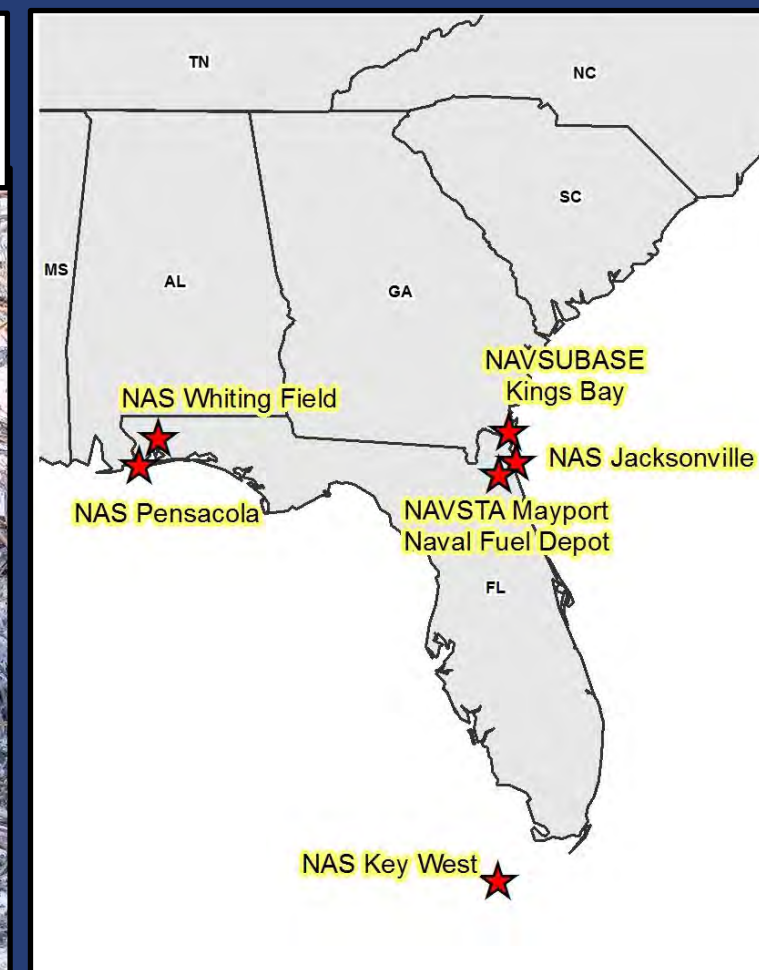 TN
NC
SC
MS
AL
GA
NAVSUBASE
Kings Bay
NAS Whiting Field
NAS Jacksonville
NAS Pensacola
NAVSTA Mayport
Naval Fuel Depot
FL
NAS Key West